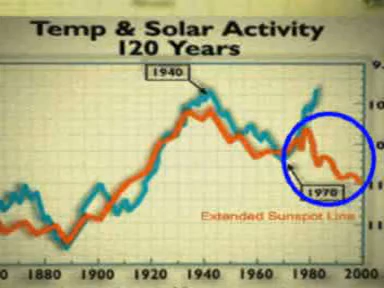 Temp & Solar Activity
120 Years
1940
1970
Extended Sunspot Line
1880 1900 1920 1940 1960 1980 2000